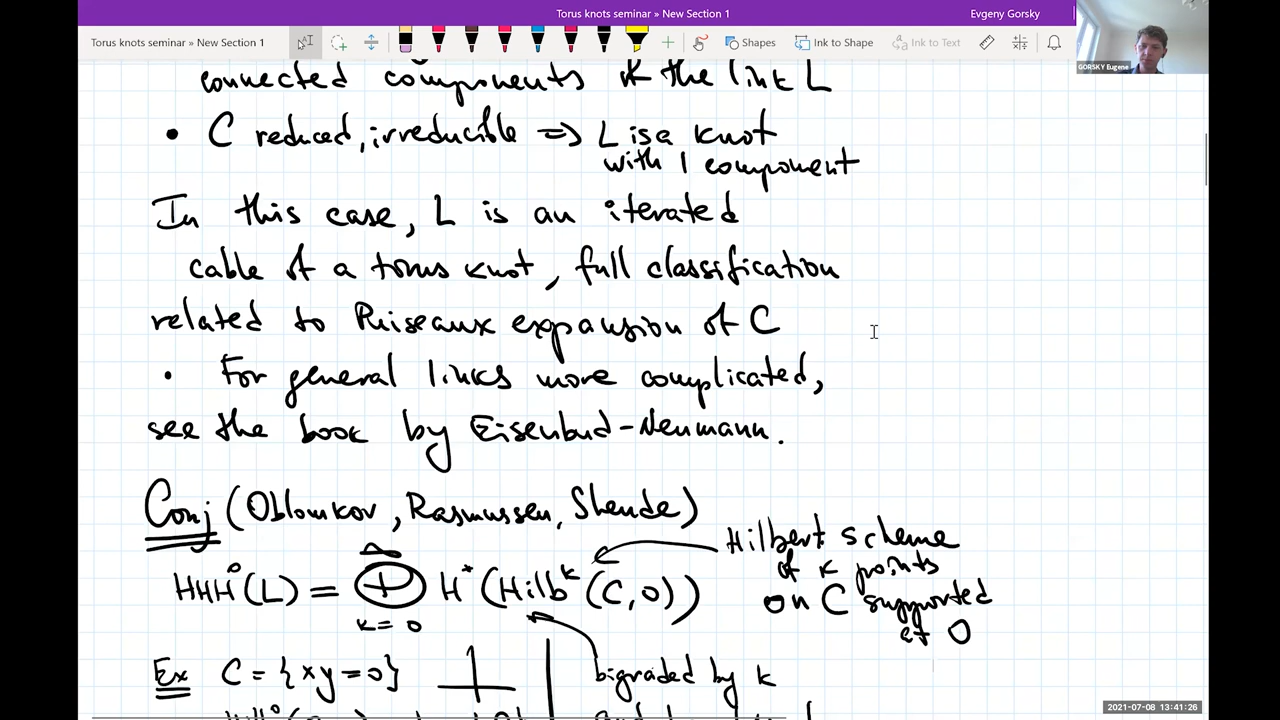 Torus knots seminar » New Section 1
Evgeny Gorsky
Torus knots seminar » New Section 1
Shapes
Ink to Shape
Ink to Text
GORSKY Eugene
connected components of the link L
• C reduced, irreducible => L is a knot
with 1 component
In this case, L is an iterated
cable of a torus knot, full classification
related to Puiseaux expansion of C
• For general links more complicated,
see the book by Eisenbud-Neumann.
Conj (Oblomkov, Rasmussen, Shende)
HHH⁰(L) = ⊕ H*(Hilbᵏ(C,0))
∞
k=0
Hilbert scheme
of k points
on C supported
at 0
Ex C = {xy=0}
bigraded by k
2021-07-08 13:41:26